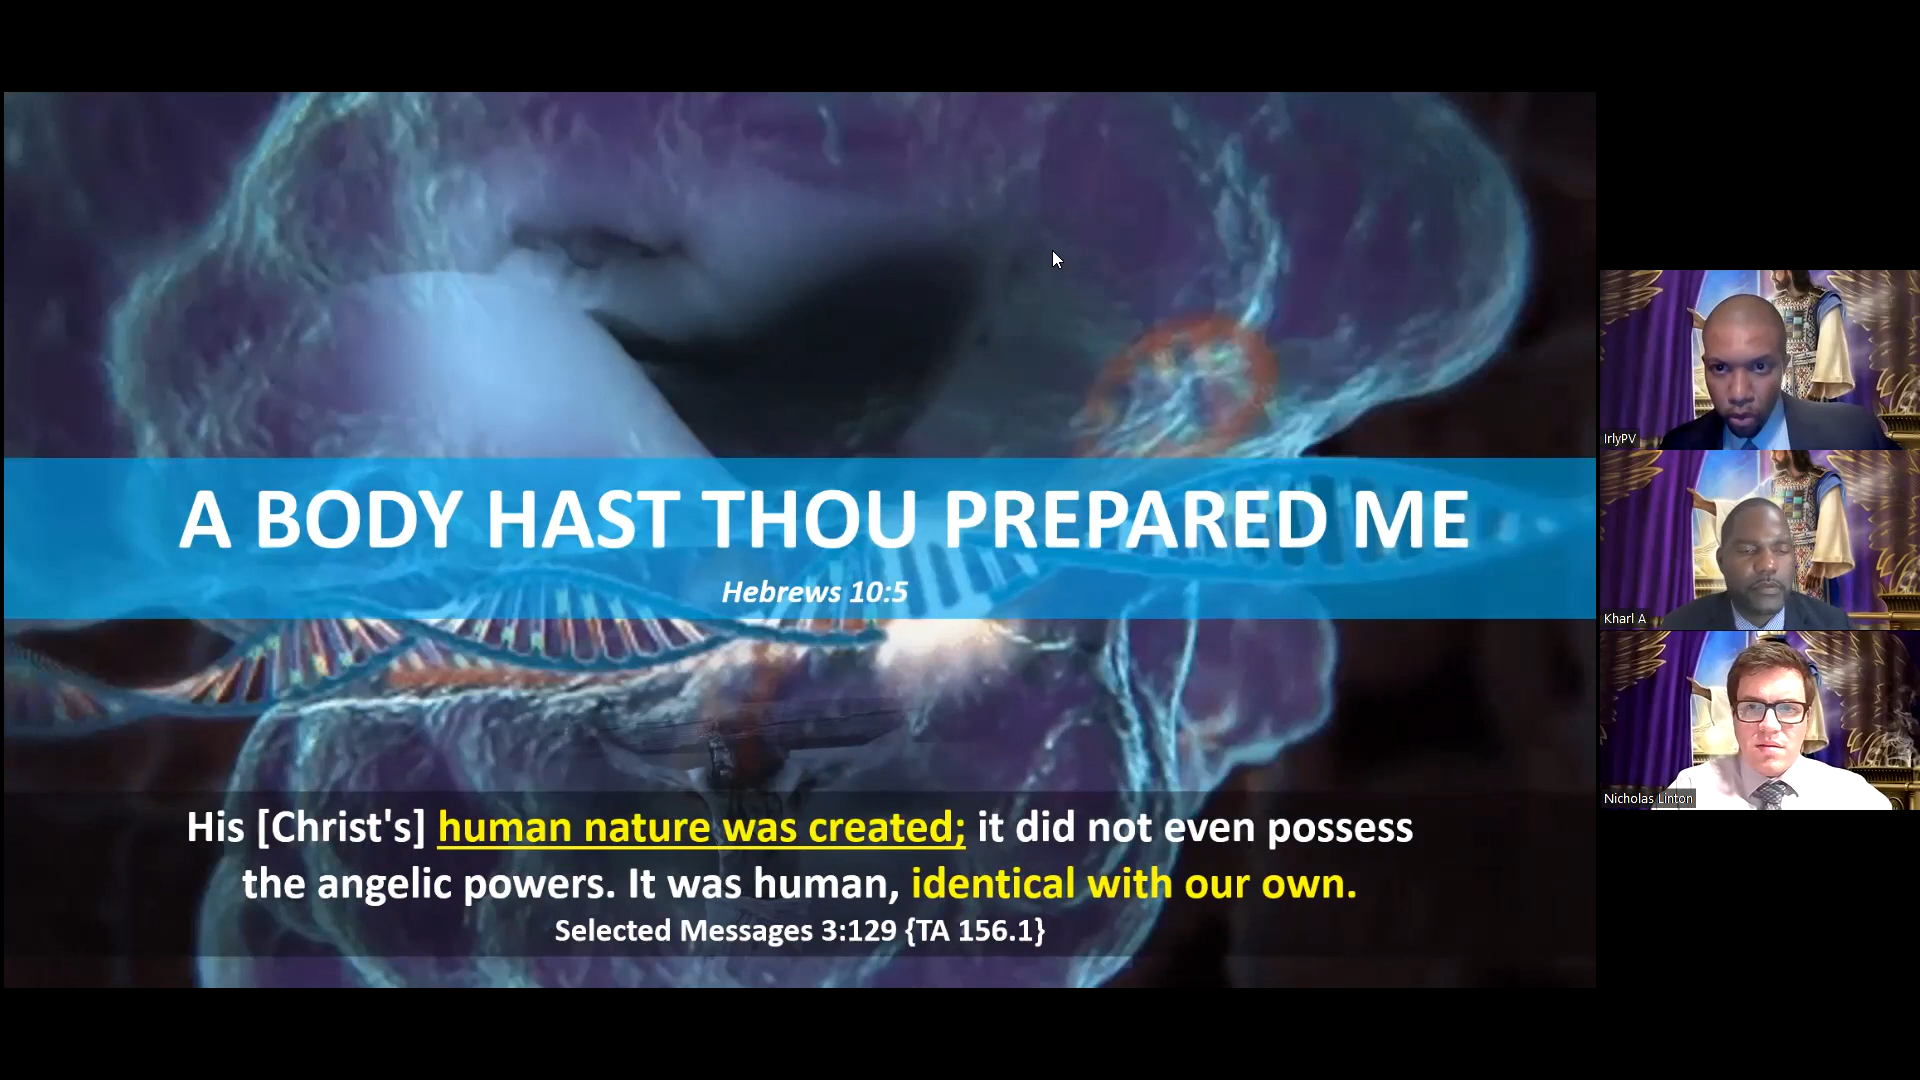 A BODY HAST THOU PREPARED ME
Hebrews 10:5
His [Christ's] human nature was created; it did not even possess
the angelic powers. It was human, identical with our own.
Selected Messages 3:129 {TA 156.1}
IrlyPV
Kharl A
Nicholas Linton